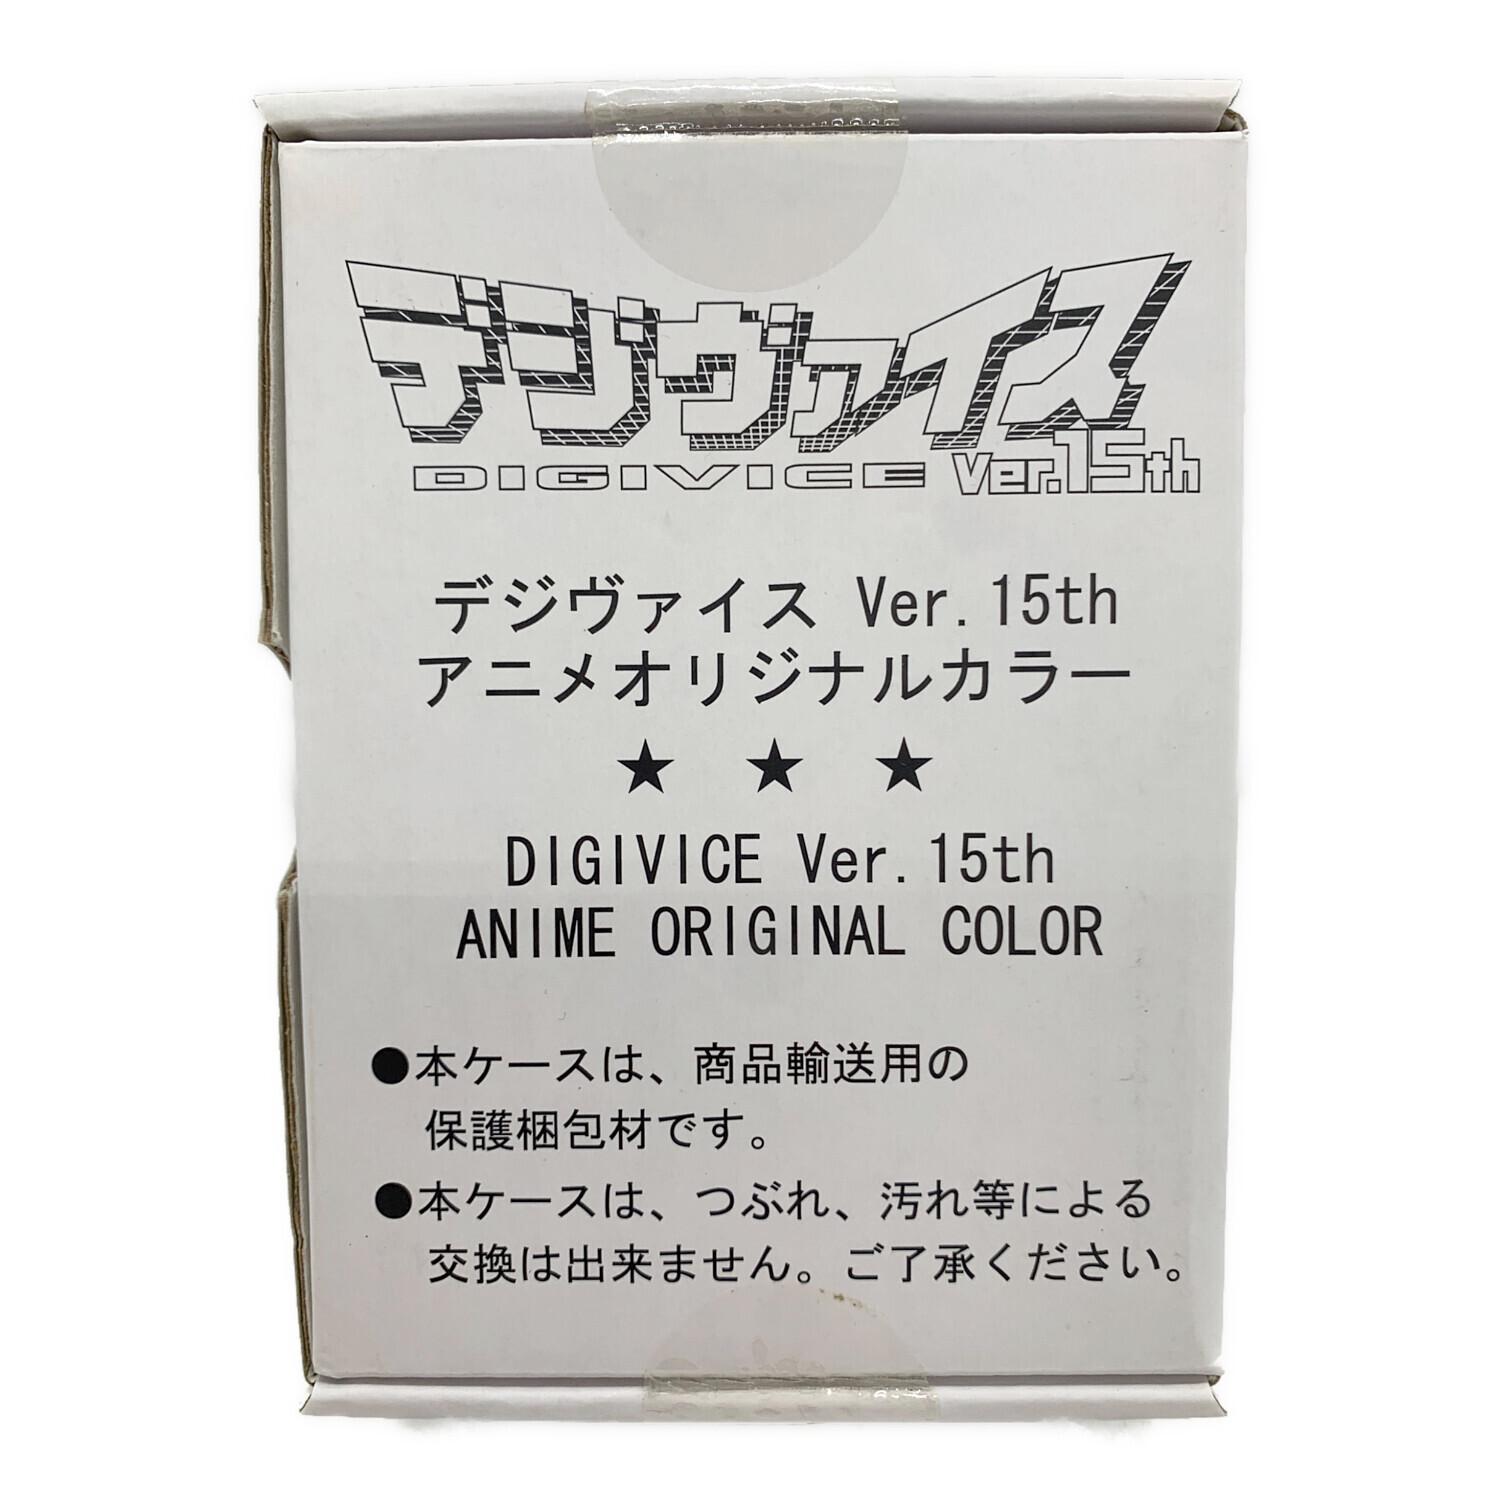 デジヴァイス
DIGIVICE Ver.15th
デジヴァイス Ver.15th
アニメオリジナルカラー
★ ★ ★
DIGIVICE Ver.15th
ANIME ORIGINAL COLOR
●本ケースは、商品輸送用の
保護梱包材です。
●本ケースは、つぶれ、汚れ等による
交換は出来ません。ご了承ください。